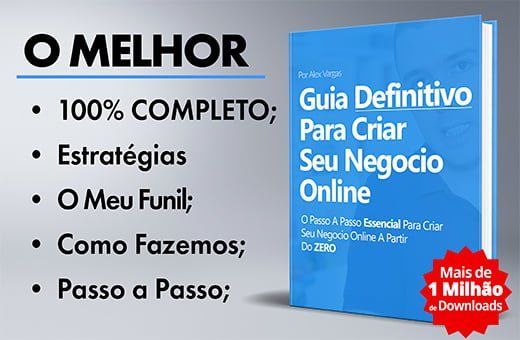 O MELHOR
• 100% COMPLETO;
• Estratégias
• O Meu Funil;
• Como Fazemos;
• Passo a Passo;
Por Alex Vargas
Guia Definitivo
Para Criar
Seu Negocio
Online
O Passo A Passo Essencial Para Criar
Seu Negocio Online A Partir
Do ZERO
Mais de
1 Milhão
de Downloads